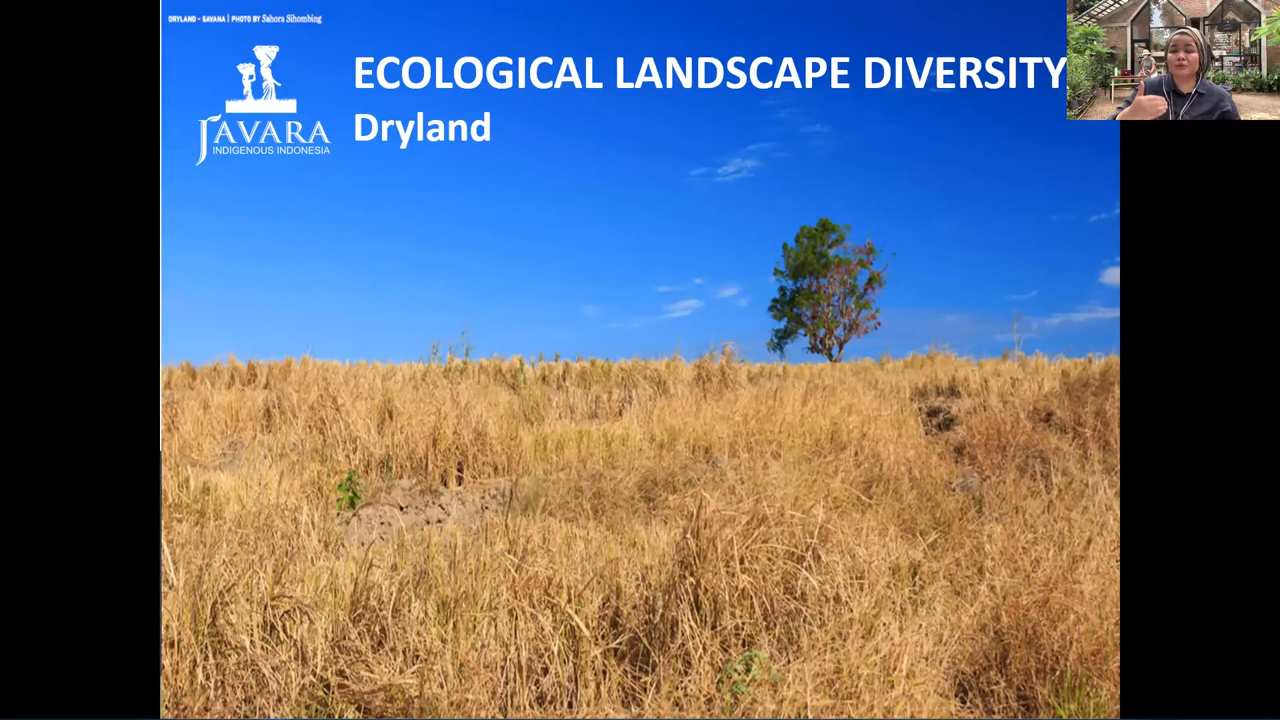 DRYLAND - SAVANA | PHOTO BY Sahora Sihombing
ECOLOGICAL LANDSCAPE DIVERSITY
Dryland
JAVARA
INDIGENOUS INDONESIA